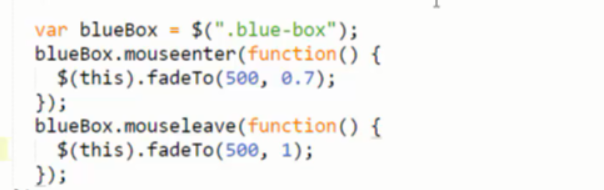 var blueBox = $(".blue-box");
blueBox.mouseenter(function() {
  $(this).fadeTo(500, 0.7);
});
blueBox.mouseleave(function() {
  $(this).fadeTo(500, 1);
});